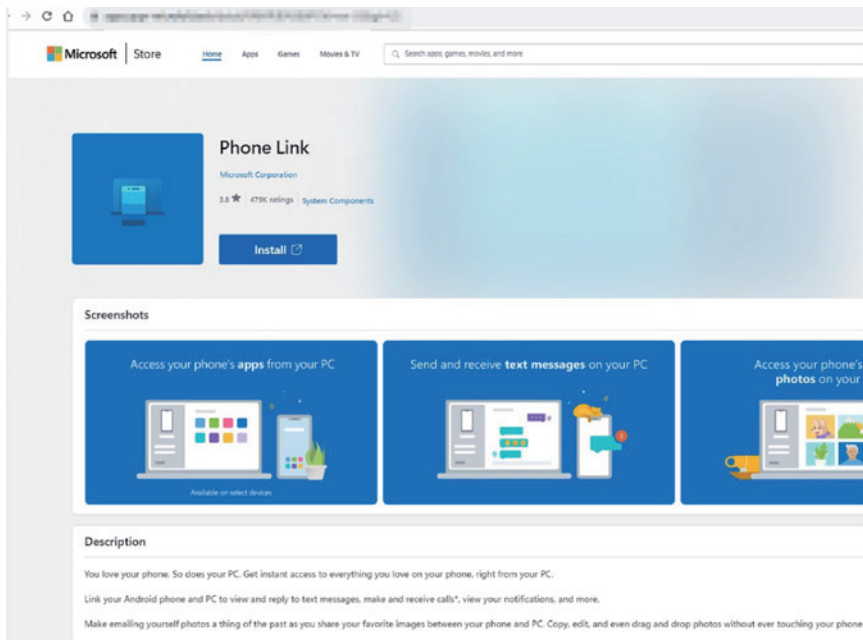 Microsoft | Store Home Apps Games Movies & TV Search apps, games, movies, and more
Phone Link
Microsoft Corporation
3.8 ★ 479K ratings System Components
Install
Screenshots
Access your phone's apps from your PC
Available on select devices
Send and receive text messages on your PC
3
Access your phone's
photos on your
Description
You love your phone. So does your PC. Get instant access to everything you love on your phone, right from your PC.
Link your Android phone and PC to view and reply to text messages, make and receive calls*, view your notifications, and more.
Make emailing yourself photos a thing of the past as you share your favorite images between your phone and PC. Copy, edit, and even drag and drop photos without ever touching your phone